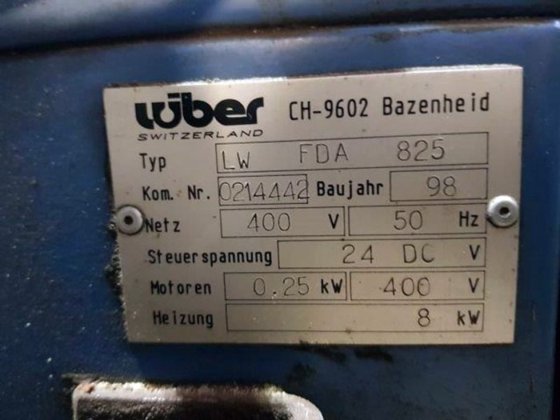 wber CH-9602 Bazenheid
SWITZERLAND
Typ LW FDA 825
Kom. Nr. 0214442 Baujahr 98
Netz 400 V 50 Hz
Steuerspannung 24 DC V
Motoren 0.25 kW 400 V
Heizung 8 kW